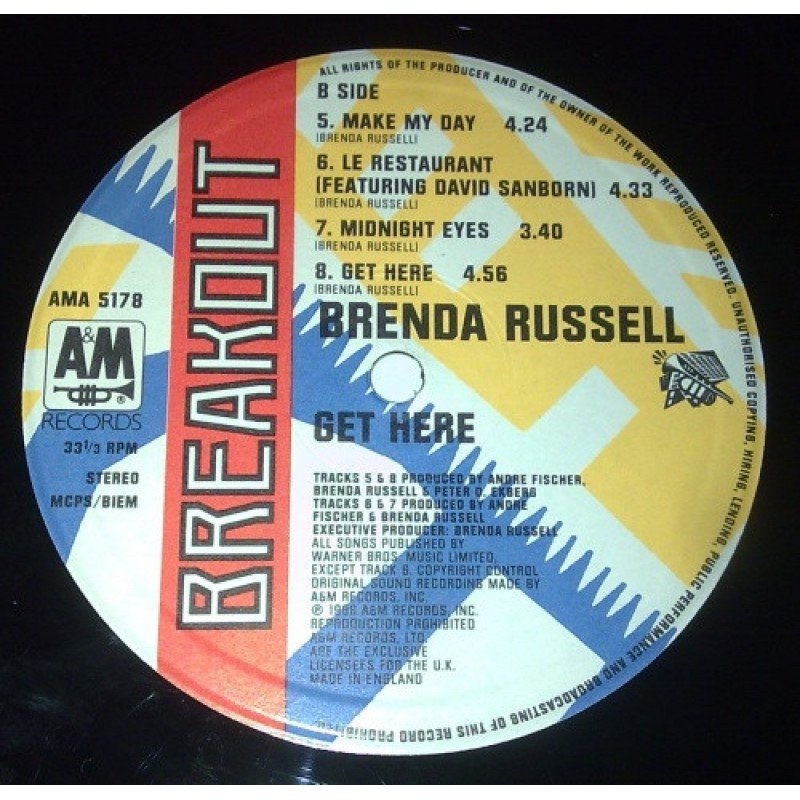 ALL RIGHTS OF THE PRODUCER AND OF THE OWNER OF THE WORK REPRODUCED RESERVED. UNAUTHORISED COPYING, HIRING, LENDING, PUBLIC PERFORMANCE AND BROADCASTING OF THIS RECORD PROHIBITED
B SIDE
5. MAKE MY DAY 4.24
(BRENDA RUSSELL)
6. LE RESTAURANT
(FEATURING DAVID SANBORN) 4.33
(BRENDA RUSSELL)
7. MIDNIGHT EYES 3.40
(BRENDA RUSSELL)
8. GET HERE 4.56
(BRENDA RUSSELL)
BREAKOUT
AMA 5178
A&M
®
RECORDS
33 1/3 RPM
STEREO
MCPS/BIEM
BRENDA RUSSELL
GET HERE
TRACKS 5 & 8 PRODUCED BY ANDRE FISCHER,
BRENDA RUSSELL & PETER O. EKBERG
TRACKS 6 & 7 PRODUCED BY ANDRE
FISCHER & BRENDA RUSSELL
EXECUTIVE PRODUCER: BRENDA RUSSELL
ALL SONGS PUBLISHED BY
WARNER BROS. MUSIC LIMITED,
EXCEPT TRACK 6, COPYRIGHT CONTROL
ORIGINAL SOUND RECORDING MADE BY
A&M RECORDS, INC.
℗ 1988 A&M RECORDS, INC.
REPRODUCTION PROHIBITED
A&M RECORDS, LTD.
ARE THE EXCLUSIVE
LICENSEES FOR THE U.K.
MADE IN ENGLAND